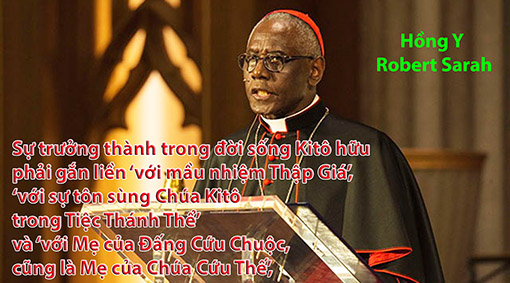 Hồng Y
Robert Sarah
Sự trưởng thành trong đời sống Kitô hữu
phải gắn liền ‘với mầu nhiệm Thập Giá’,
‘với sự tôn sùng Chúa Kitô
trong Tiệc Thánh Thể’
và ‘với Mẹ của Đấng Cứu Chuộc,
cũng là Mẹ của Chúa Cứu Thế’,